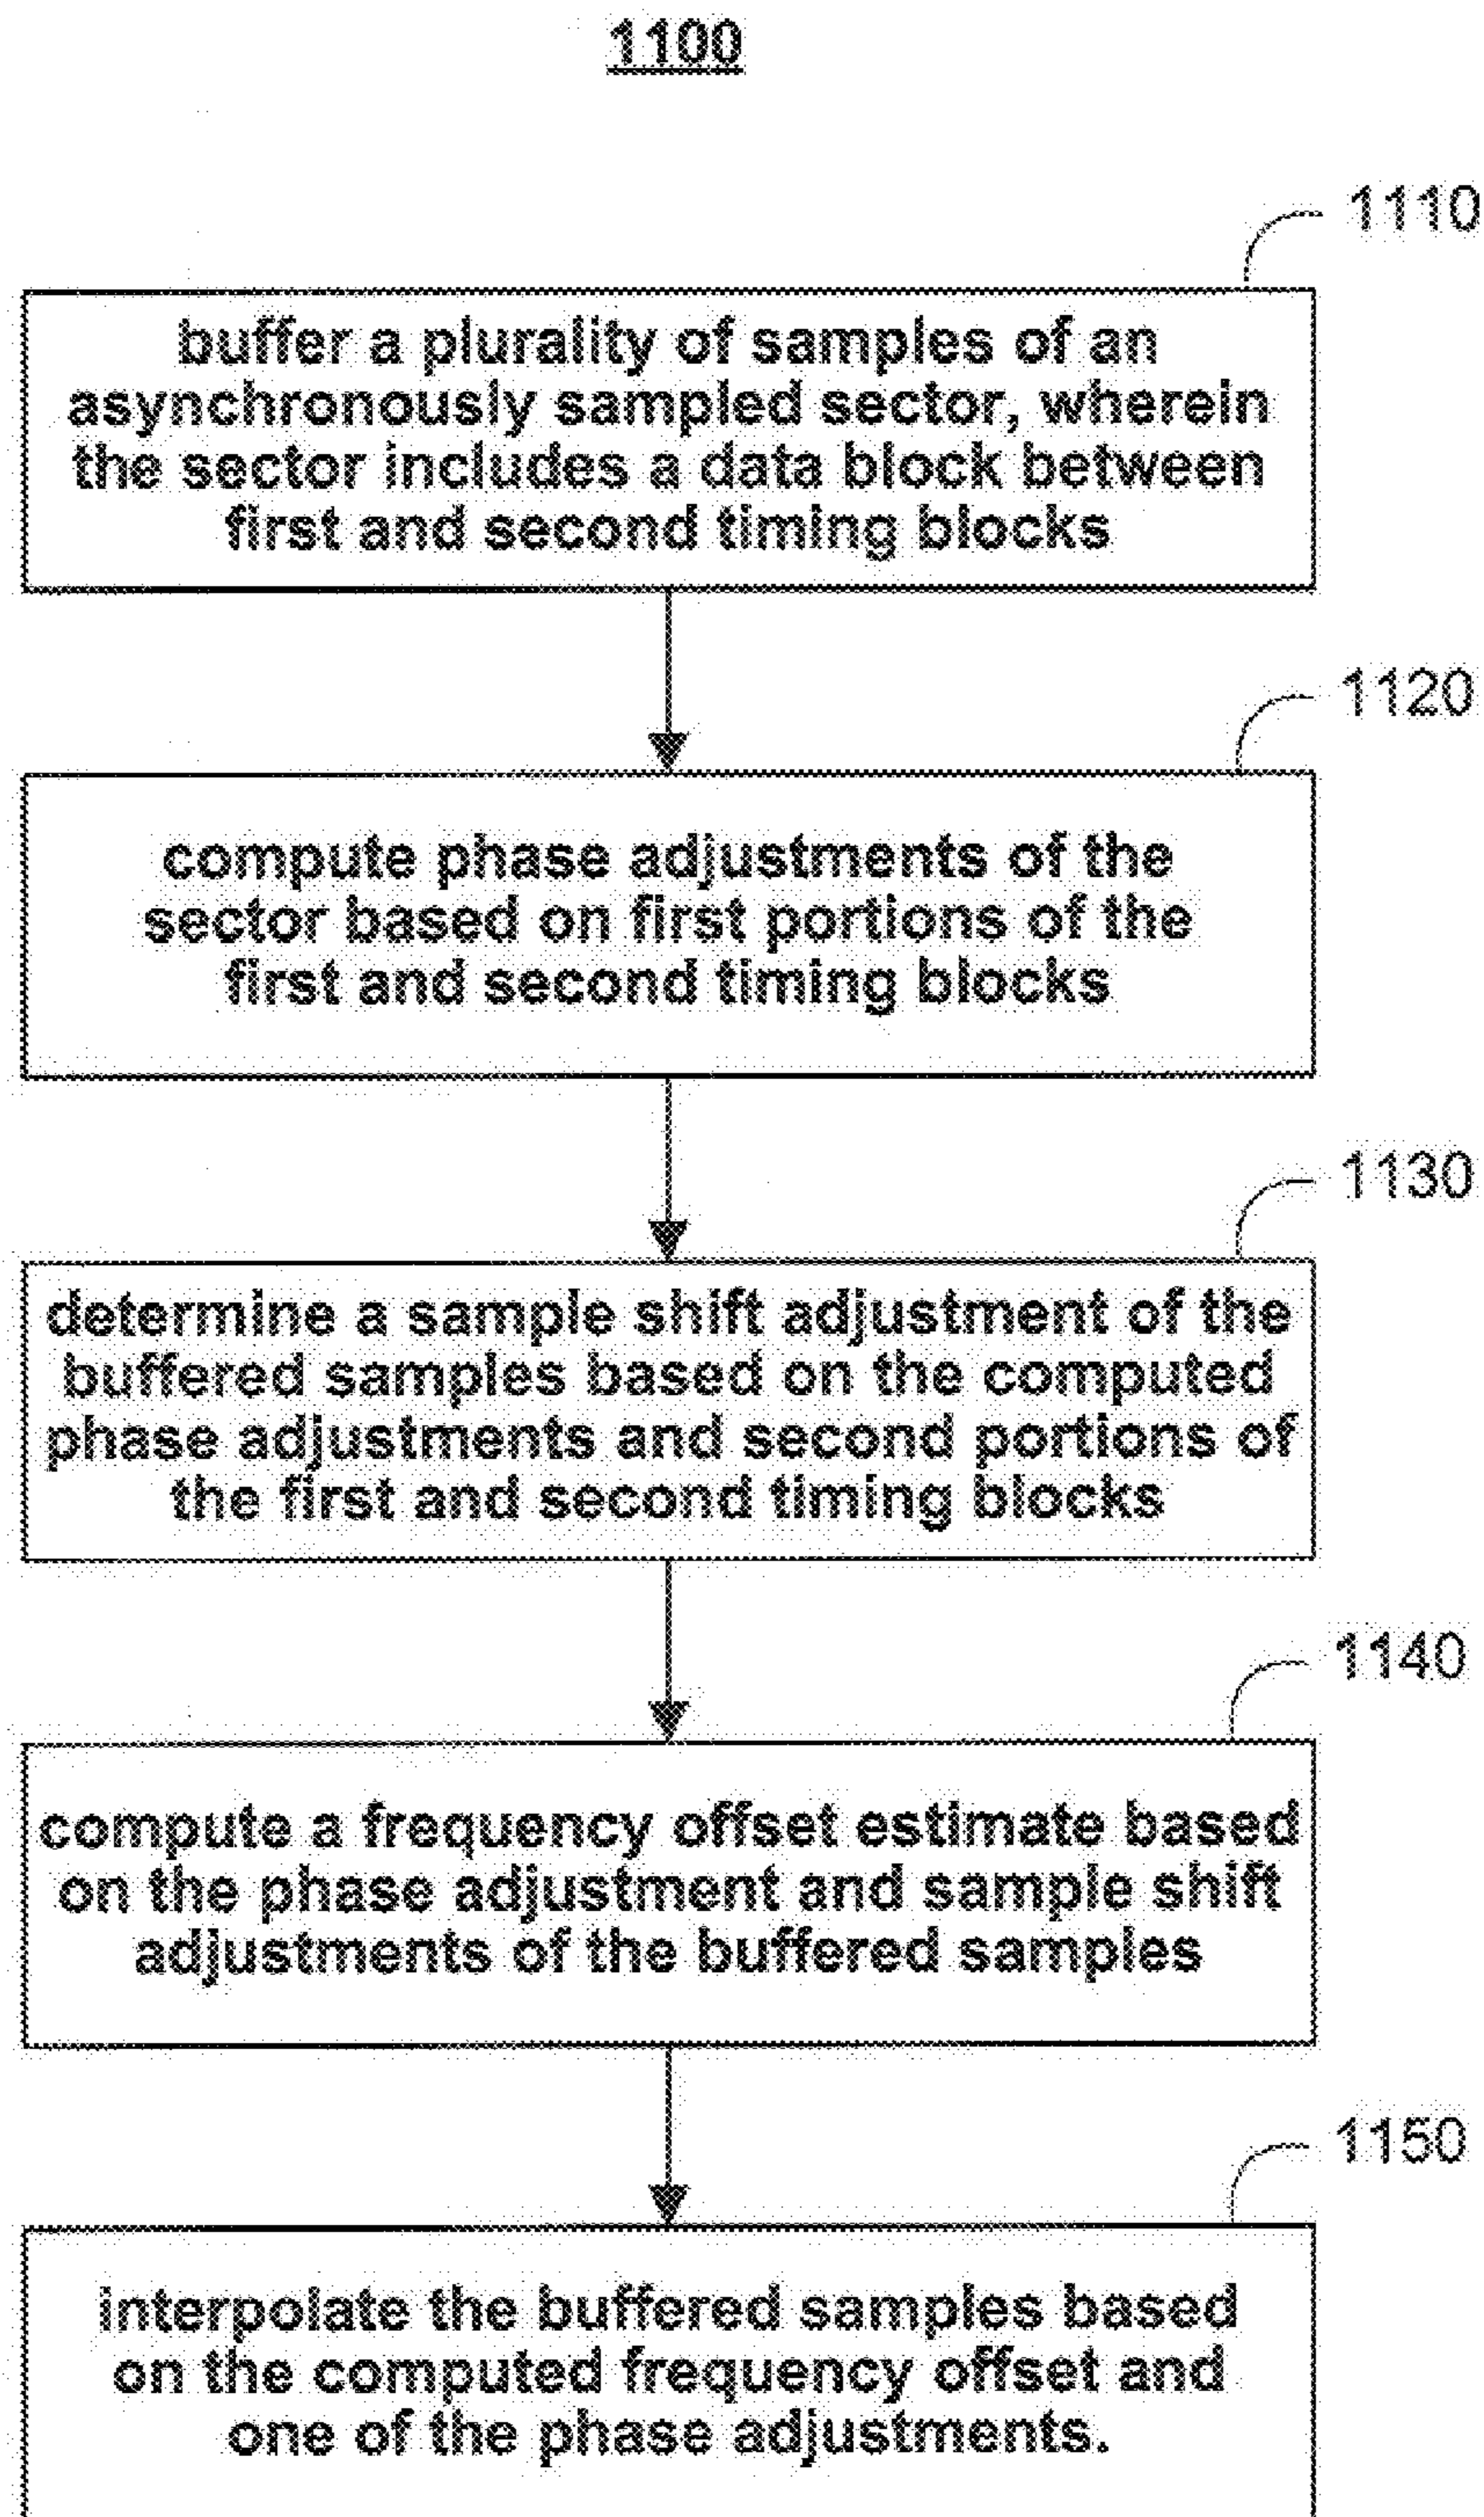 1100
1110
buffer a plurality of samples of an
asynchronously sampled sector, wherein
the sector includes a data block between
first and second timing blocks
1120
compute phase adjustments of the
sector based on first portions of the
first and second timing blocks
1130
determine a sample shift adjustment of the
buffered samples based on the computed
phase adjustments and second portions of
the first and second timing blocks
1140
compute a frequency offset estimate based
on the phase adjustment and sample shift
adjustments of the buffered samples
1150
interpolate the buffered samples based
on the computed frequency offset and
one of the phase adjustments.